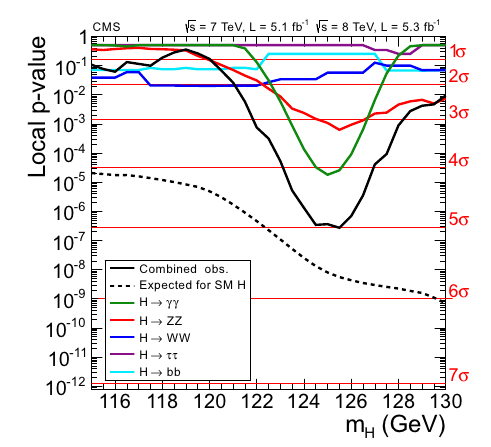 CMS √s = 7 TeV, L = 5.1 fb⁻¹ √s = 8 TeV, L = 5.3 fb⁻¹
Local p-value
1
10⁻¹
10⁻²
10⁻³
10⁻⁴
10⁻⁵
10⁻⁶
10⁻⁷
10⁻⁸
10⁻⁹
10⁻¹⁰
10⁻¹¹
10⁻¹²
1σ
2σ
3σ
4σ
5σ
6σ
7σ
Combined obs.
Expected for SM H
H → γγ
H → ZZ
H → WW
H → ττ
H → bb
116 118 120 122 124 126 128 130
m_H (GeV)